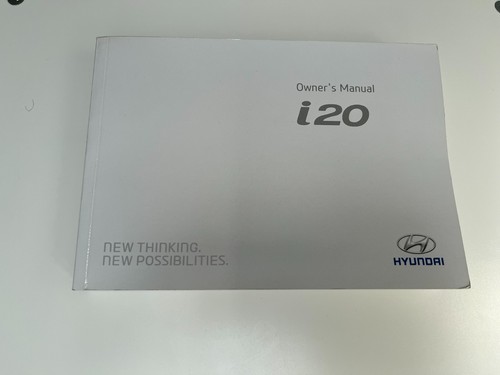 Owner's Manual
i20
NEW THINKING.
NEW POSSIBILITIES.
HYUNDAI